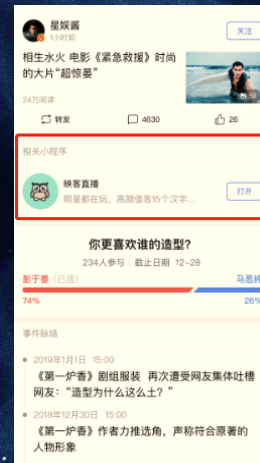 星娱酱
1小时前
关注
相生水火 电影《紧急救援》时尚
的大片“超惊晏”
50
24万阅读
转发
4630
26
相关小程序
映客直播
明星都在玩，高颜值客15个汉字...
打开
你更喜欢谁的造型？
234人参与 | 截止日期 12-28
彭于晏（已选）
马思纯
74%
26%
事件脉络
2019年1月1日 15:00
《第一炉香》剧组服装 再次遭受网友集体吐槽
网友：“造型为什么这么土？”
2018年12月30日 15:00
《第一炉香》作者力推选角，声称符合原著的
人物形象